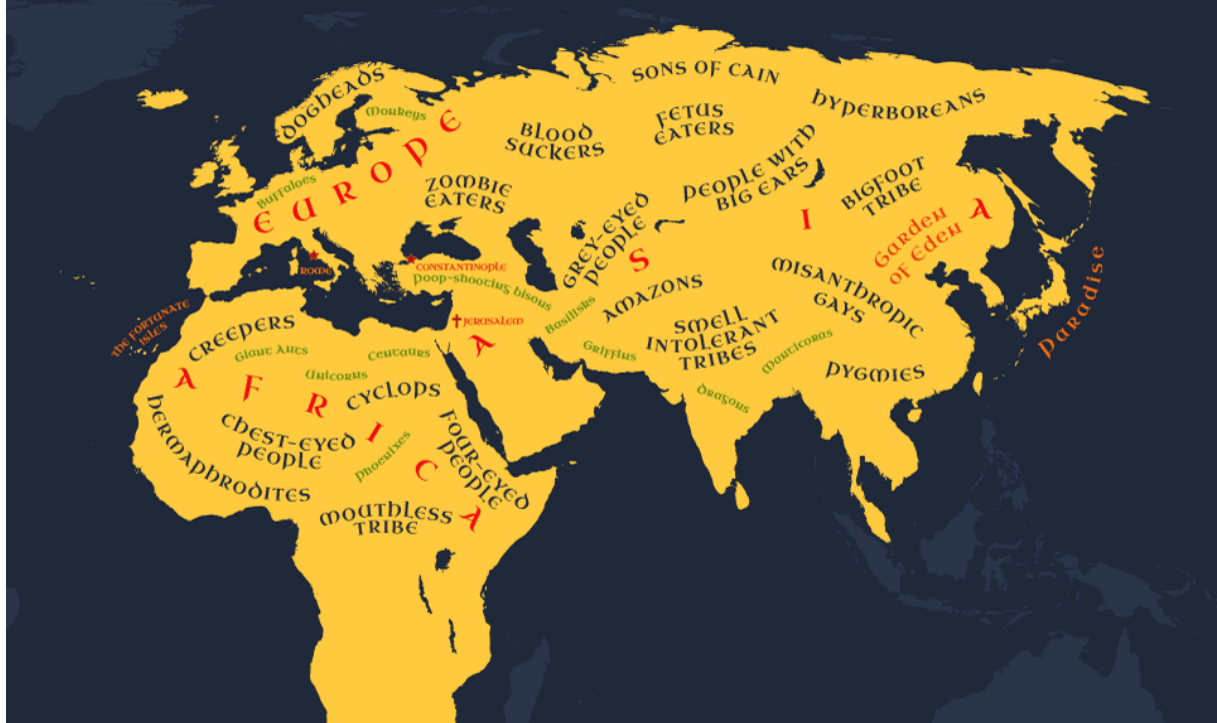 SONS OF CAIN
DOGHEADS
HYPERBOREANS
Monkeys
FETUS
EATERS
BLOOD
SUCKERS
EUROPE
PEOPLE WITH
BIG EARS
BIGFOOT
TRIBE
Buffaloes
ZOMBIE
EATERS
GREY-EYED
PEOPLE
ASIA
Garden
of Eden
Paradise
ROME
CONSTANTINOPLE
Poop-shooting bisons
MISANTHROPIC
GAYS
AMAZONS
THE FORTUNATE
ISLES
CREEPERS
JERUSALEM
Basilisks
SMELL
INTOLERANT
TRIBES
Giant Ants
Centaurs
Griffins
Manticoras
Unicorns
AFRICA
CYCLOPS
Dragons
PYGMIES
HERMAPHRODITES
CHEST-EYED
PEOPLE
Phoenixes
FOUR-EYED
PEOPLE
MOUTHLESS
TRIBE